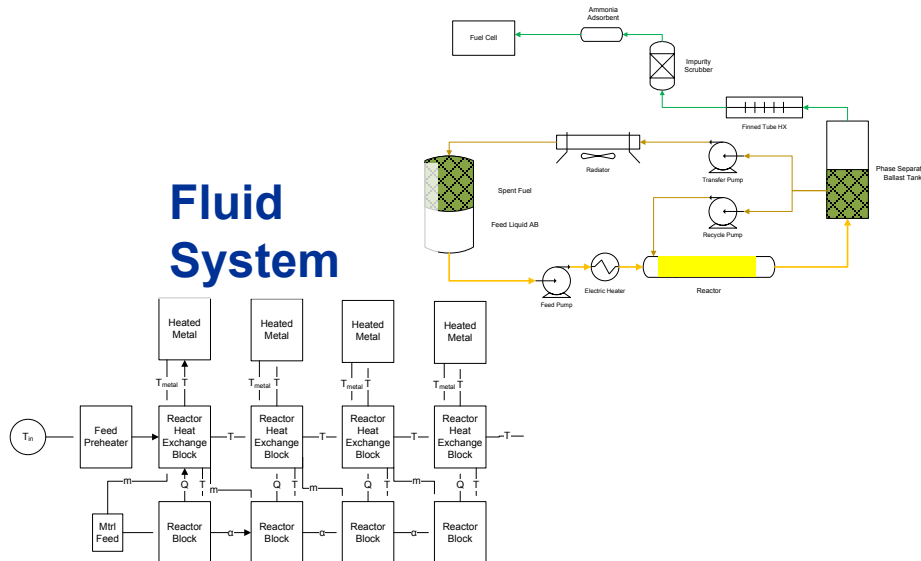 Ammonia
Adsorbent
Fuel Cell
Impurity
Scrubber
Finned Tube HX
Phase Separat
Ballast Tank
Radiator
Transfer Pump
Spent Fuel
Feed Liquid AB
Recycle Pump
Electric Heater
Reactor
Feed Pump
Fluid
System
Heated
Metal
Heated
Metal
Heated
Metal
Heated
Metal
Tmetal T
Tmetal T
Tmetal T
Tmetal T
Tin
Feed
Preheater
Reactor
Heat
Exchange
Block
T
Reactor
Heat
Exchange
Block
T
Reactor
Heat
Exchange
Block
T
Reactor
Heat
Exchange
Block
T
m
Q T
m
Q T
m
Q T
m
Q T
Mtrl
Feed
Reactor
Block
α
Reactor
Block
α
Reactor
Block
α
Reactor
Block